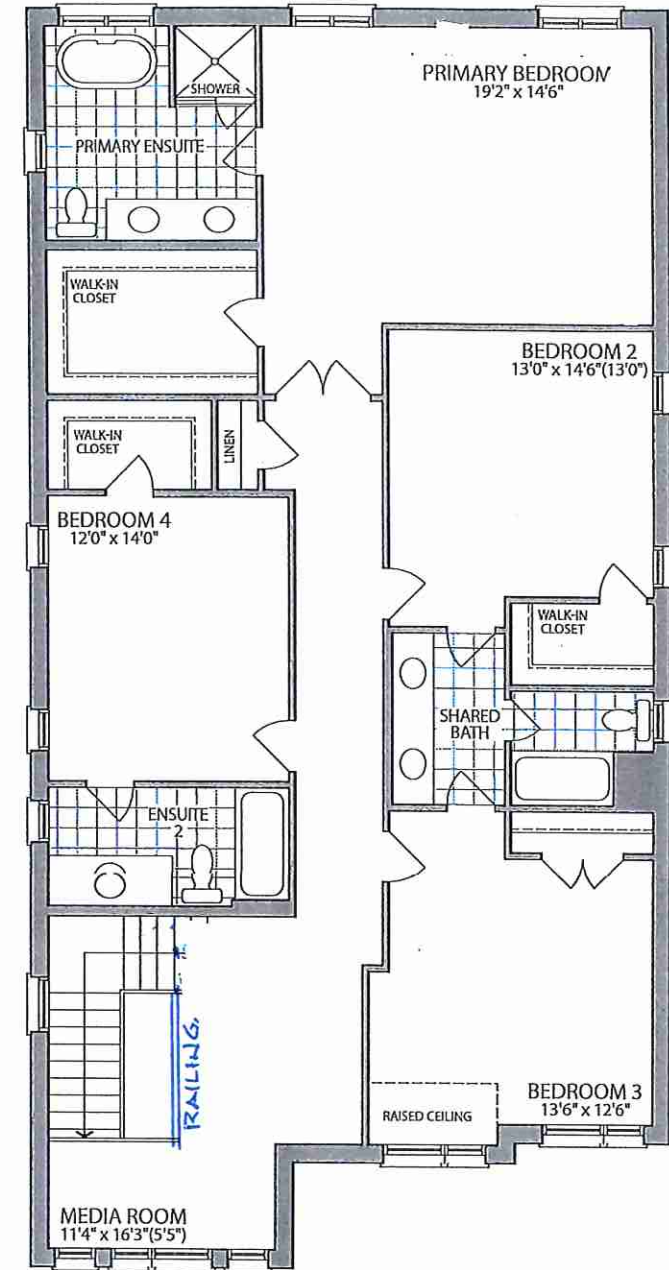 PRIMARY BEDROOM
19'2" x 14'6"
SHOWER
PRIMARY ENSUITE
WALK-IN
CLOSET
BEDROOM 2
13'0" x 14'6"(13'0")
WALK-IN
CLOSET
LINEN
BEDROOM 4
12'0" x 14'0"
WALK-IN
CLOSET
SHARED
BATH
ENSUITE
2
RAILING.
RAISED CEILING
BEDROOM 3
13'6" x 12'6"
MEDIA ROOM
11'4" x 16'3"(5'5")